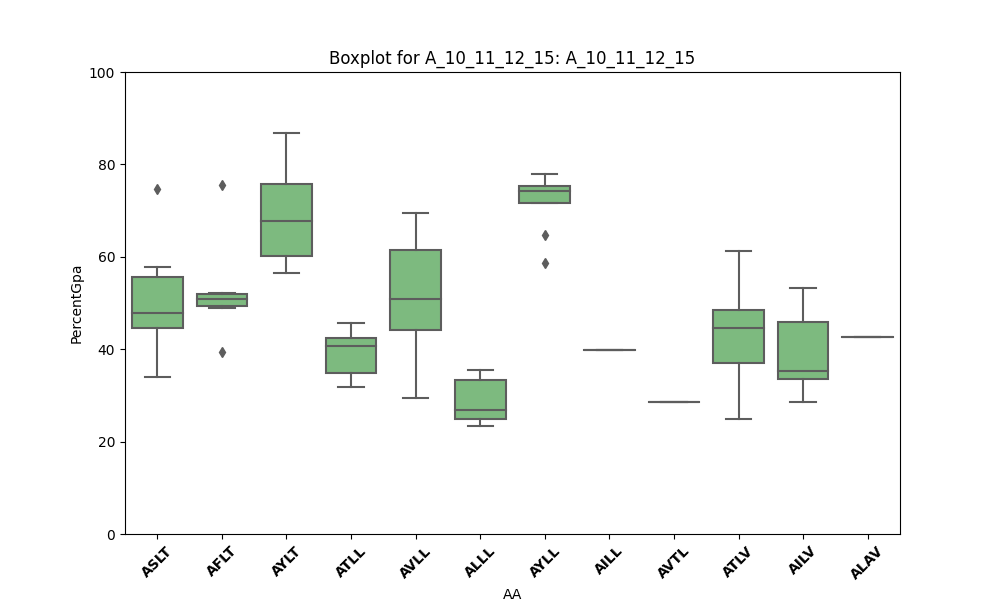 Boxplot for A_10_11_12_15: A_10_11_12_15
PercentGpa
100
80
60
40
20
0
ASLT AFLT AYLT ATLL AVLL ALLL AYLL AILL AVTL ATLV AILV ALAV
AA